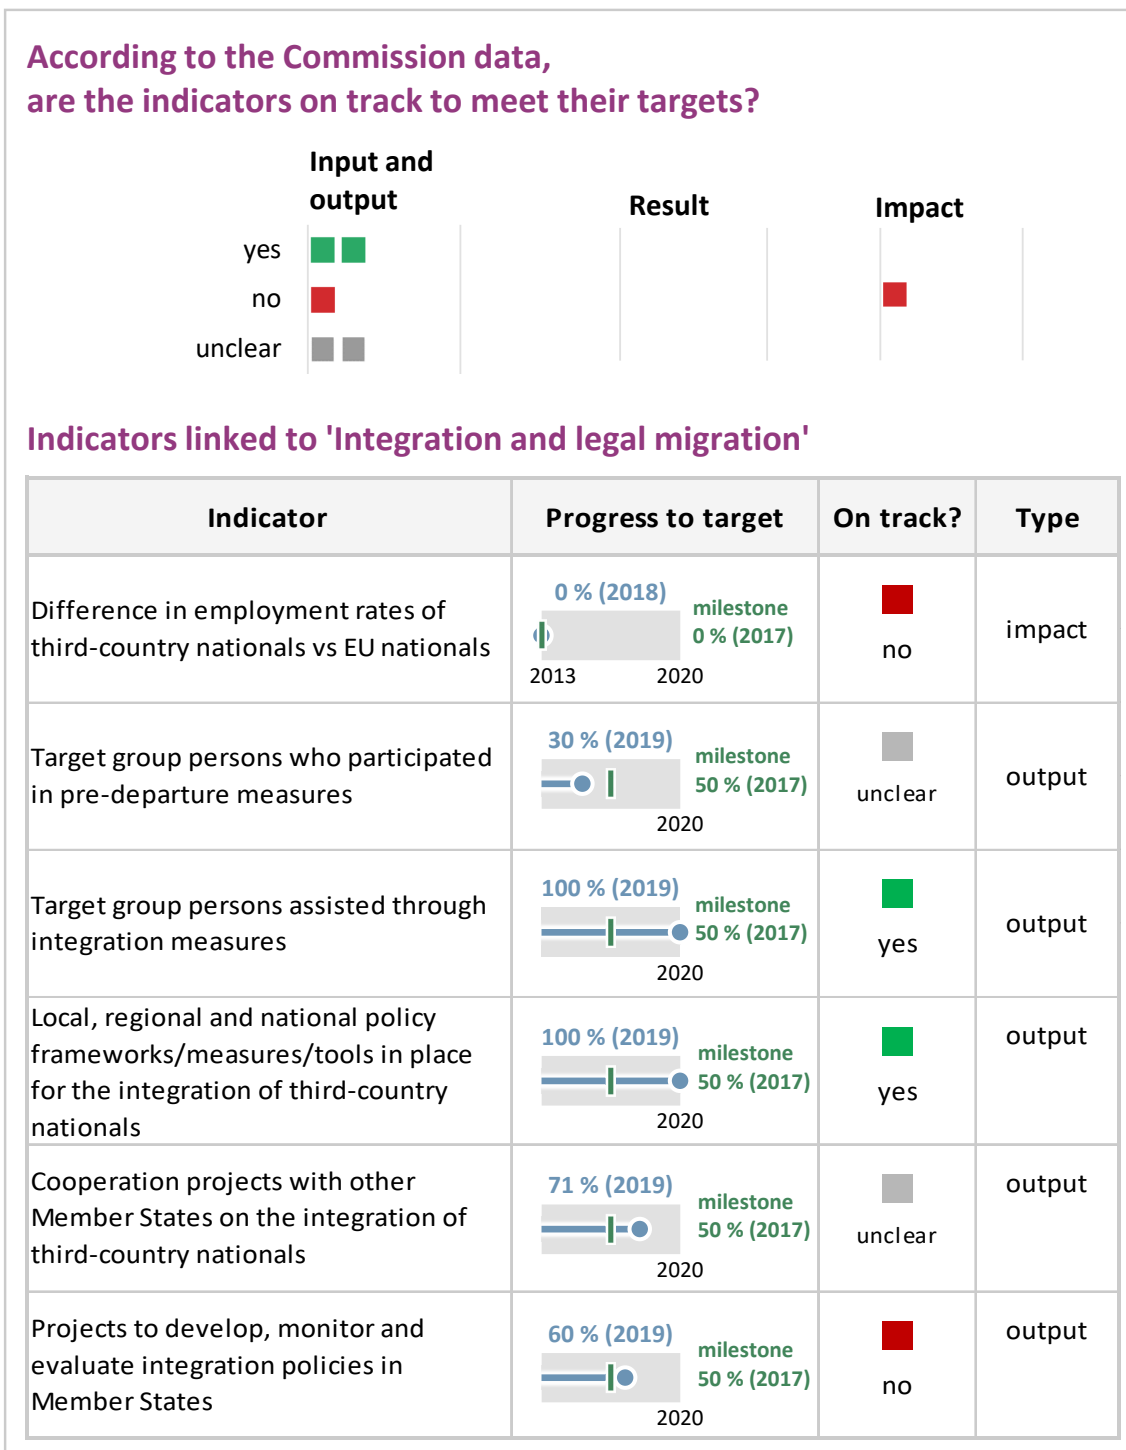 According to the Commission data,
are the indicators on track to meet their targets?
Input and
output
Result
Impact
yes
no
unclear
Indicators linked to 'Integration and legal migration'
Indicator
Progress to target
On track?
Type
Difference in employment rates of
third-country nationals vs EU nationals
0 % (2018)
milestone
0 % (2017)
2013
2020
no
impact
Target group persons who participated
in pre-departure measures
30 % (2019)
milestone
50 % (2017)
2020
unclear
output
Target group persons assisted through
integration measures
100 % (2019)
milestone
50 % (2017)
2020
yes
output
Local, regional and national policy
frameworks/measures/tools in place
for the integration of third-country
nationals
100 % (2019)
milestone
50 % (2017)
2020
yes
output
Cooperation projects with other
Member States on the integration of
third-country nationals
71 % (2019)
milestone
50 % (2017)
2020
unclear
output
Projects to develop, monitor and
evaluate integration policies in
Member States
60 % (2019)
milestone
50 % (2017)
2020
no
output